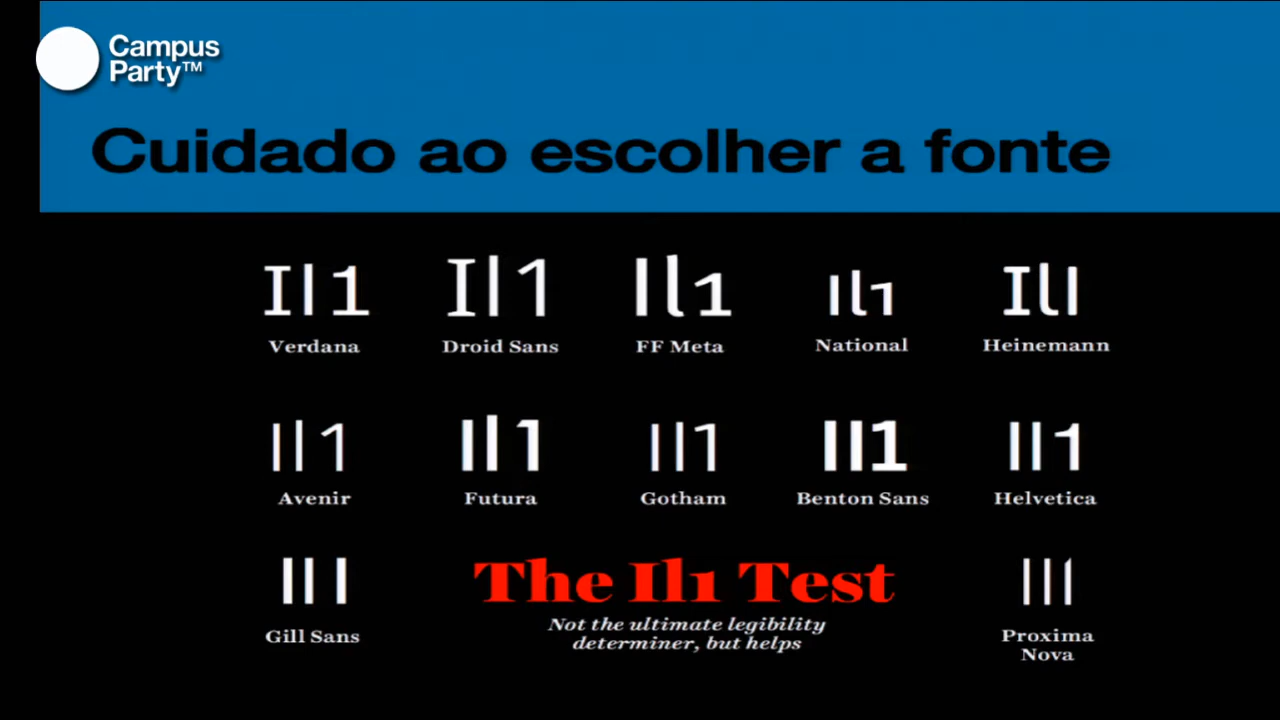 Campus
Party™
Cuidado ao escolher a fonte
Il1 Il1 Il1 Il1 Il1
Verdana Droid Sans FF Meta National Heinemann
Il1 Il1 Il1 Il1 Il1
Avenir Futura Gotham Benton Sans Helvetica
Il1 The Il1 Test Il1
Not the ultimate legibility
determiner, but helps
Gill Sans Proxima
Nova